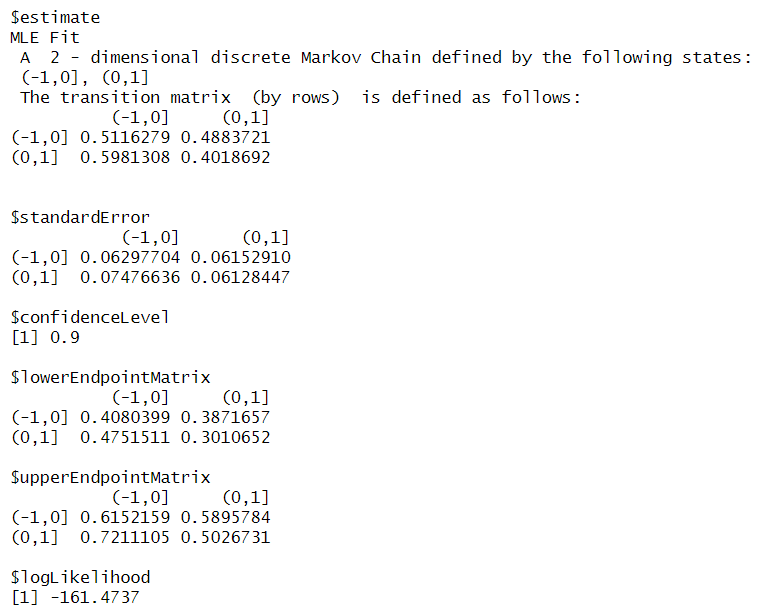 $estimate
MLE Fit
 A  2 - dimensional discrete Markov Chain defined by the following states:
 (-1,0], (0,1]
 The transition matrix  (by rows)  is defined as follows:
          (-1,0]     (0,1]
(-1,0] 0.5116279 0.4883721
(0,1]  0.5981308 0.4018692

$standardError
           (-1,0]      (0,1]
(-1,0] 0.06297704 0.06152910
(0,1]  0.07476636 0.06128447

$confidenceLevel
[1] 0.9

$lowerEndpointMatrix
          (-1,0]     (0,1]
(-1,0] 0.4080399 0.3871657
(0,1]  0.4751511 0.3010652

$upperEndpointMatrix
          (-1,0]     (0,1]
(-1,0] 0.6152159 0.5895784
(0,1]  0.7211105 0.5026731

$logLikelihood
[1] -161.4737